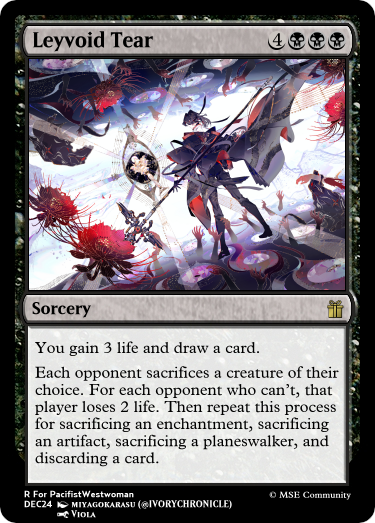 Leyvoid Tear 4
Sorcery
You gain 3 life and draw a card.
Each opponent sacrifices a creature of their
choice. For each opponent who can't, that
player loses 2 life. Then repeat this process
for sacrificing an enchantment, sacrificing
an artifact, sacrificing a planeswalker, and
discarding a card.
R For PacifistWestwoman
DEC24 MIYAGOKARASU (@IVORYCHRONICLE) © MSE Community
Viola